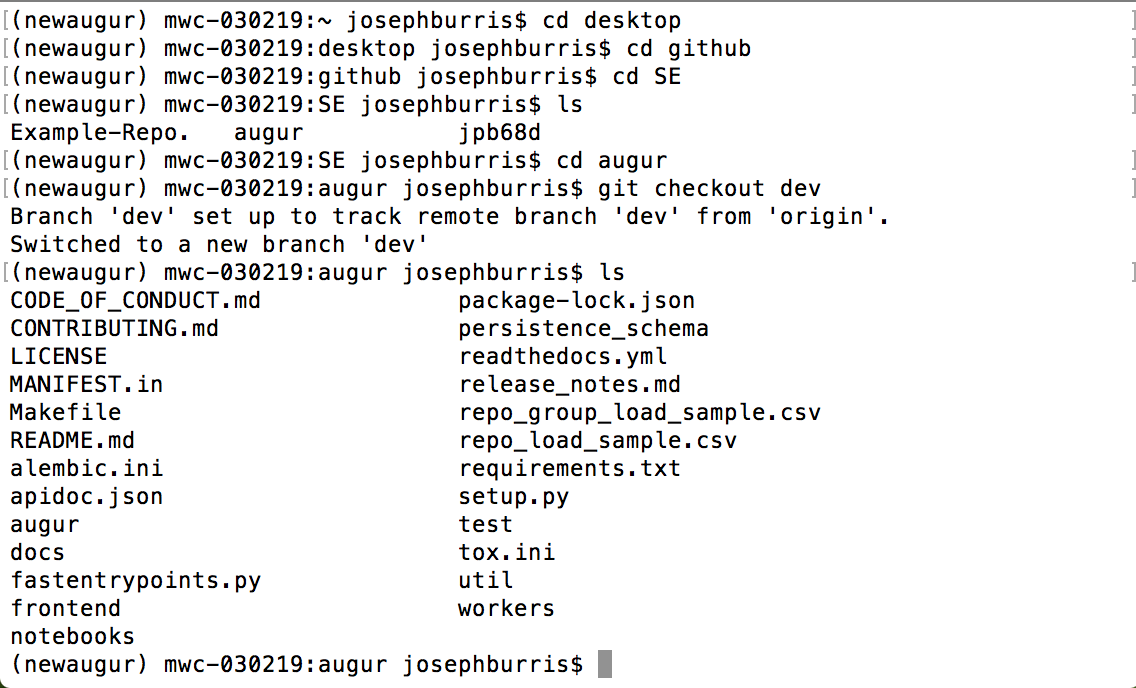 [(newaugur) mwc-030219:~ josephburris$ cd desktop ]
[(newaugur) mwc-030219:desktop josephburris$ cd github ]
[(newaugur) mwc-030219:github josephburris$ cd SE ]
[(newaugur) mwc-030219:SE josephburris$ ls ]
Example-Repo. augur jpb68d
[(newaugur) mwc-030219:SE josephburris$ cd augur ]
[(newaugur) mwc-030219:augur josephburris$ git checkout dev ]
Branch 'dev' set up to track remote branch 'dev' from 'origin'.
Switched to a new branch 'dev'
[(newaugur) mwc-030219:augur josephburris$ ls ]
CODE_OF_CONDUCT.md package-lock.json
CONTRIBUTING.md persistence_schema
LICENSE readthedocs.yml
MANIFEST.in release_notes.md
Makefile repo_group_load_sample.csv
README.md repo_load_sample.csv
alembic.ini requirements.txt
apidoc.json setup.py
augur test
docs tox.ini
fastentrypoints.py util
frontend workers
notebooks
(newaugur) mwc-030219:augur josephburris$